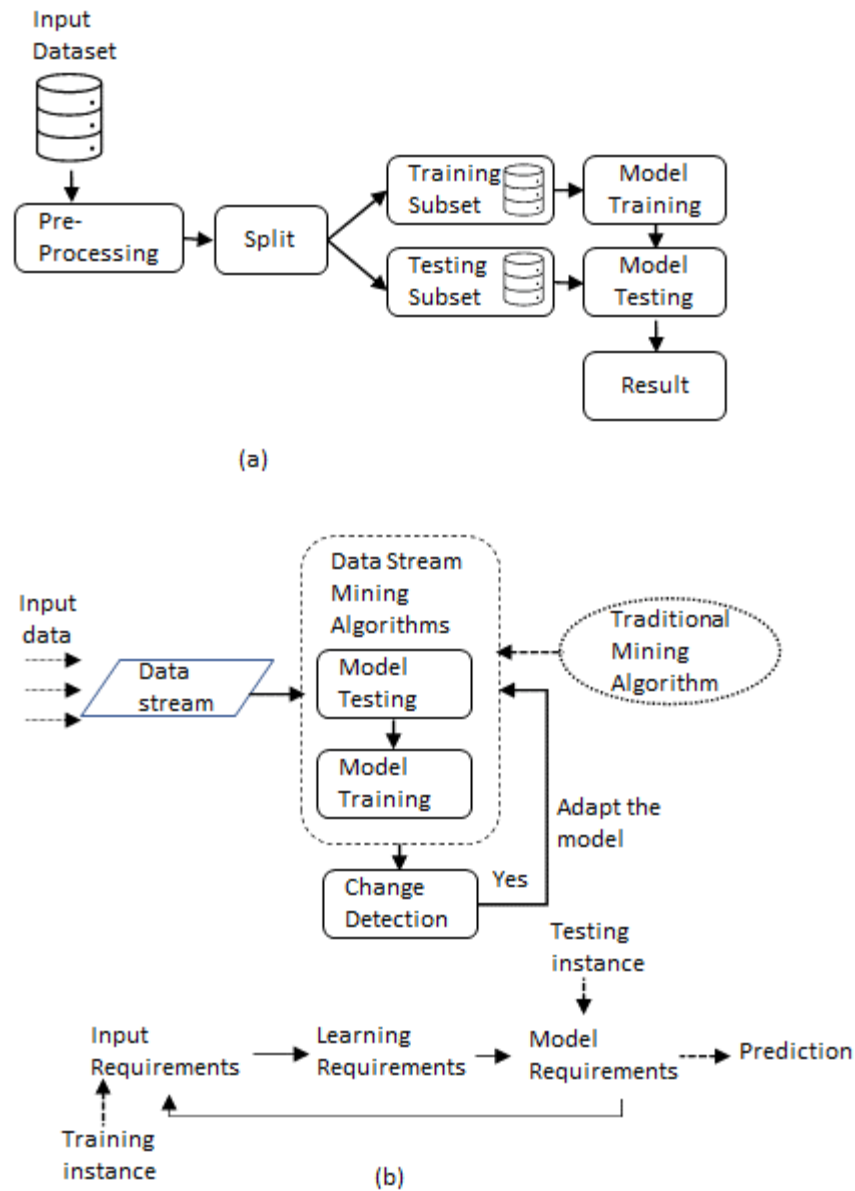 Input
Dataset
Pre-
Processing
Split
Training
Subset
Testing
Subset
Model
Training
Model
Testing
Result
(a)
Input
data
Data
stream
Data Stream
Mining
Algorithms
Model
Testing
Model
Training
Traditional
Mining
Algorithm
Adapt the
model
Change
Detection
Yes
Testing
instance
Input
Requirements
Learning
Requirements
Model
Requirements
Prediction
Training
instance
(b)